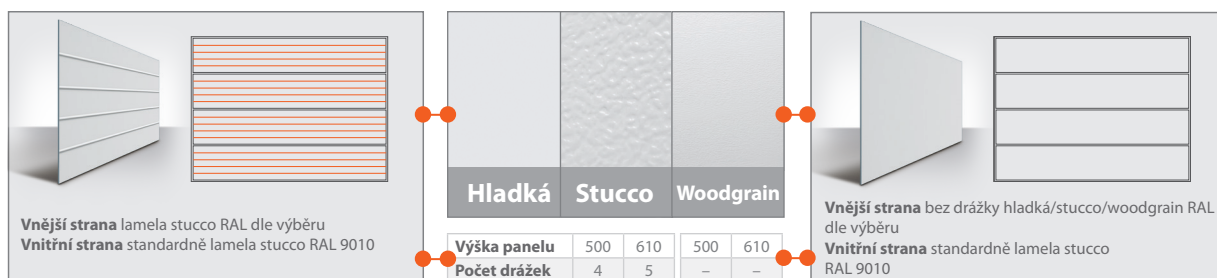 Vnější strana lamela stucco RAL dle výběru
Vnitřní strana standardně lamela stucco RAL 9010
Hladká Stucco Woodgrain
Výška panelu 500 610 500 610
Počet drážek 4 5 – –
Vnější strana bez drážky hladká/stucco/woodgrain RAL
dle výběru
Vnitřní strana standardně lamela stucco
RAL 9010